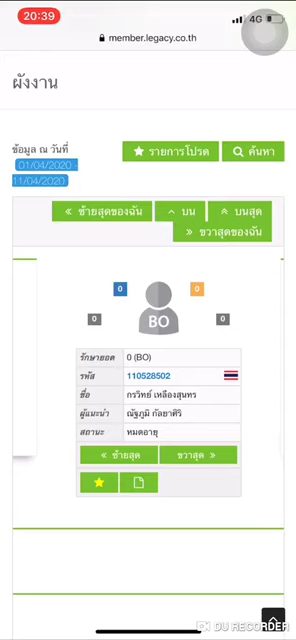 20:39
4G
member.legacy.co.th
ผังงาน
ข้อมูล ณ วันที่
01/04/2020 -
11/04/2020
รายการโปรด
ค้นหา
ซ้ายสุดของฉัน
บน
บนสุด
ขวาสุดของฉัน
0
0
0
BO
0
รักษายอด 0 (BO)
รหัส 110528502
ชื่อ กรวิทย์ เหลืองสุนทร
ผู้แนะนำ ณัฐภูมิ กัลยาศิริ
สถานะ หมดอายุ
« ซ้ายสุด
ขวาสุด »
DU RECORDER